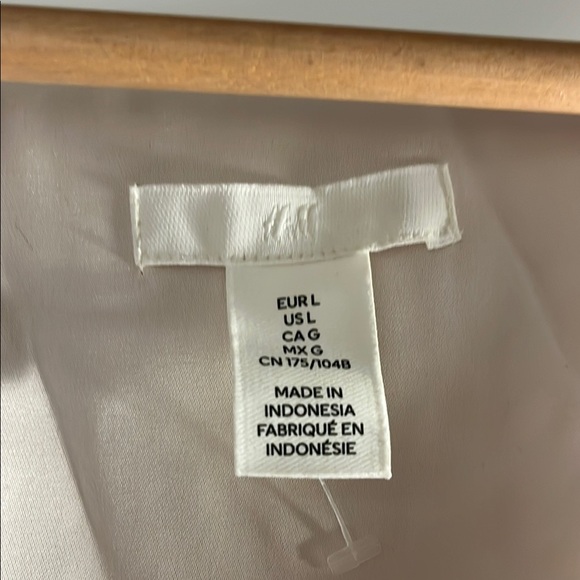 H&M
EUR L
US L
CA G
MX G
CN 175/104B
MADE IN
INDONESIA
FABRIQUÉ EN
INDONÉSIE